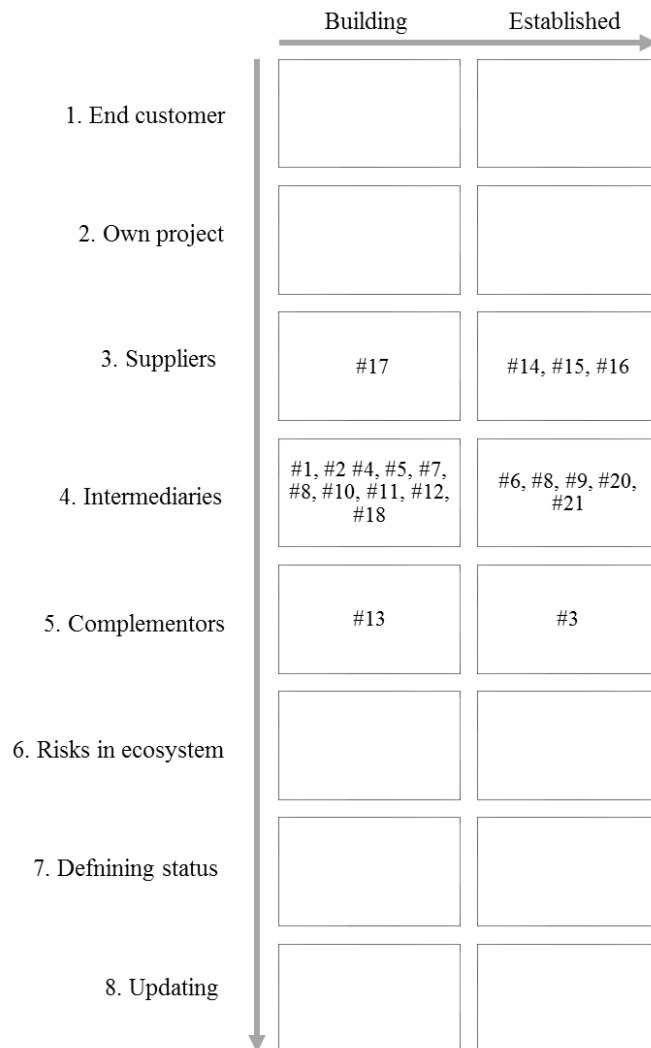 Building Established
1. End customer
2. Own project
3. Suppliers
#17
#14, #15, #16
4. Intermediaries
#1, #2 #4, #5, #7,
#8, #10, #11, #12,
#18
#6, #8, #9, #20,
#21
5. Complementors
#13
#3
6. Risks in ecosystem
7. Defnining status
8. Updating